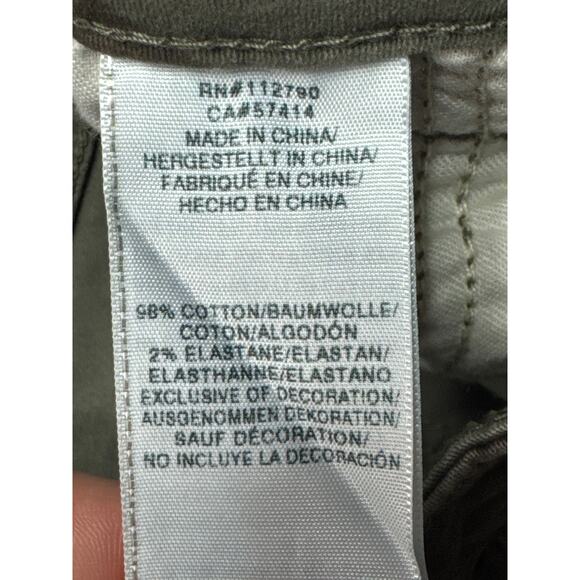 RN#112790
CA#57414
MADE IN CHINA/
HERGESTELLT IN CHINA/
FABRIQUÉ EN CHINE/
HECHO EN CHINA
98% COTTON/BAUMWOLLE/
COTON/ALGODÓN
2% ELASTANE/ELASTAN/
ELASTHANNE/ELASTANO
EXCLUSIVE OF DECORATION/
AUSGENOMMEN DEKORATION/
SAUF DÉCORATION/
NO INCLUYE LA DECORACIÓN